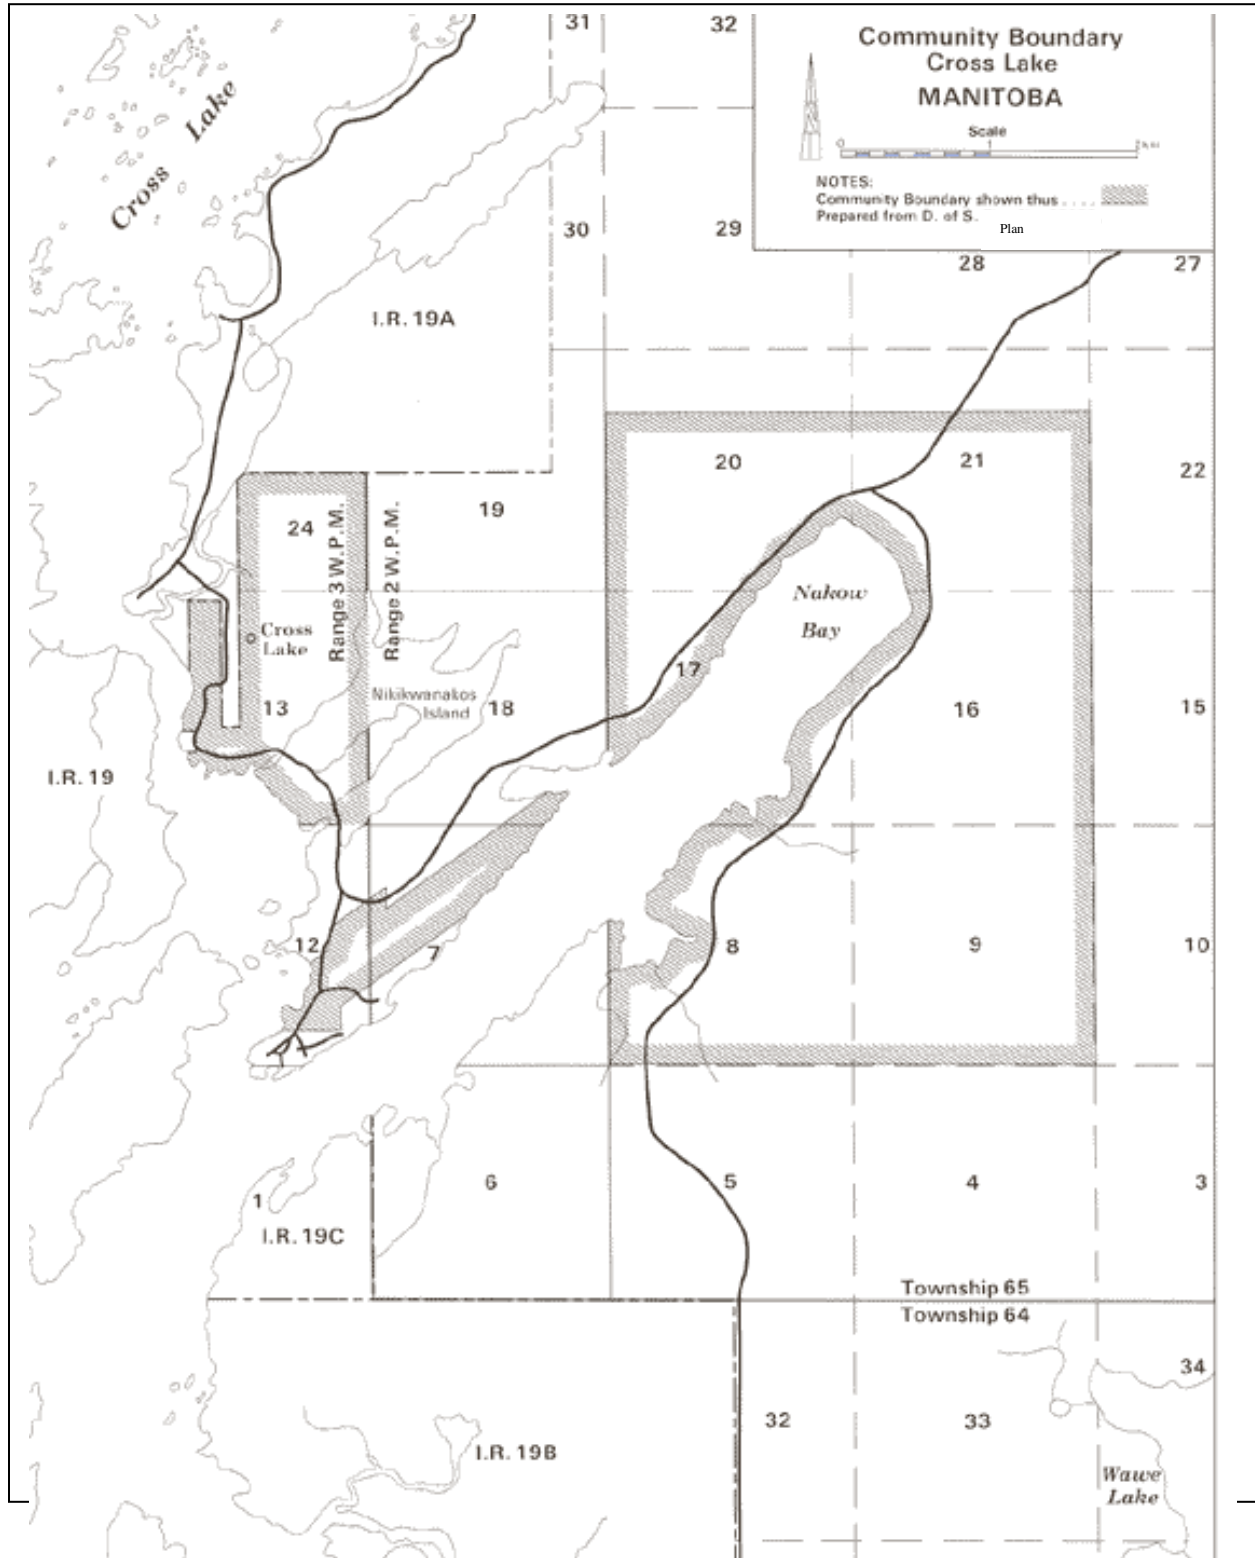 31
32
Community Boundary
Cross Lake
MANITOBA
Scale
0
1
NOTES:
Community Boundary shown thus . . . .
Prepared from D. of S.
Plan
Cross Lake
30
29
28
27
I.R. 19A
20
21
22
24
19
Range 3 W.P.M.
Range 2 W.P.M.
Nakow
Bay
Cross
Lake
17
Nikikwanakos
Island
13
18
16
15
I.R. 19
12
7
8
9
10
6
5
4
3
1
I.R. 19C
Township 65
Township 64
34
32
33
I.R. 19B
Wawe
Lake